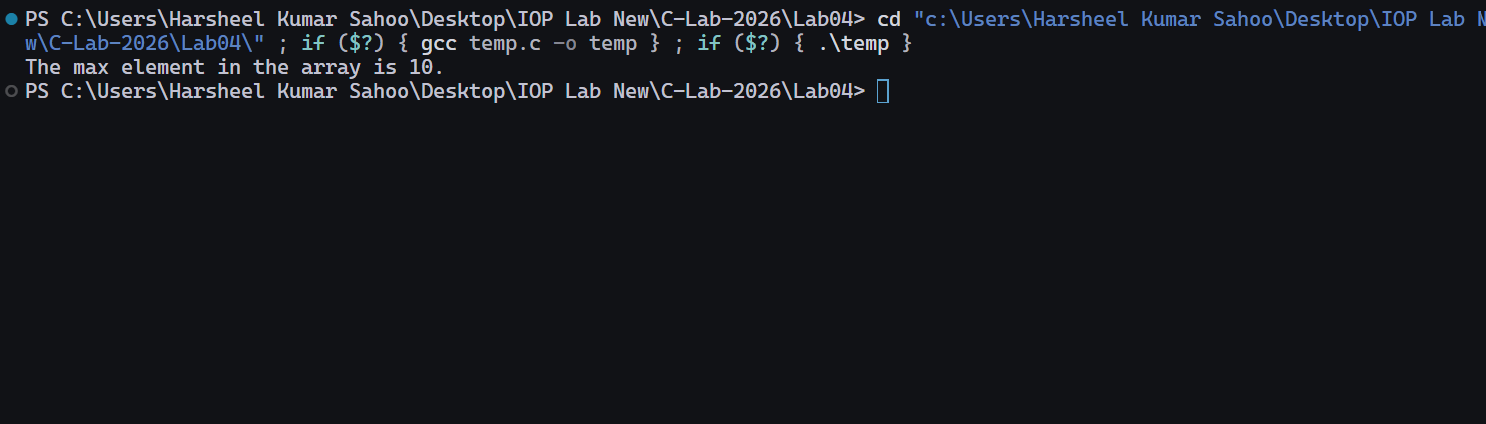 PS C:\Users\Harsheel Kumar Sahoo\Desktop\IOP Lab New\C-Lab-2026\Lab04> cd "c:\Users\Harsheel Kumar Sahoo\Desktop\IOP Lab N
w\C-Lab-2026\Lab04\" ; if ($?) { gcc temp.c -o temp } ; if ($?) { .\temp }
The max element in the array is 10.
PS C:\Users\Harsheel Kumar Sahoo\Desktop\IOP Lab New\C-Lab-2026\Lab04>